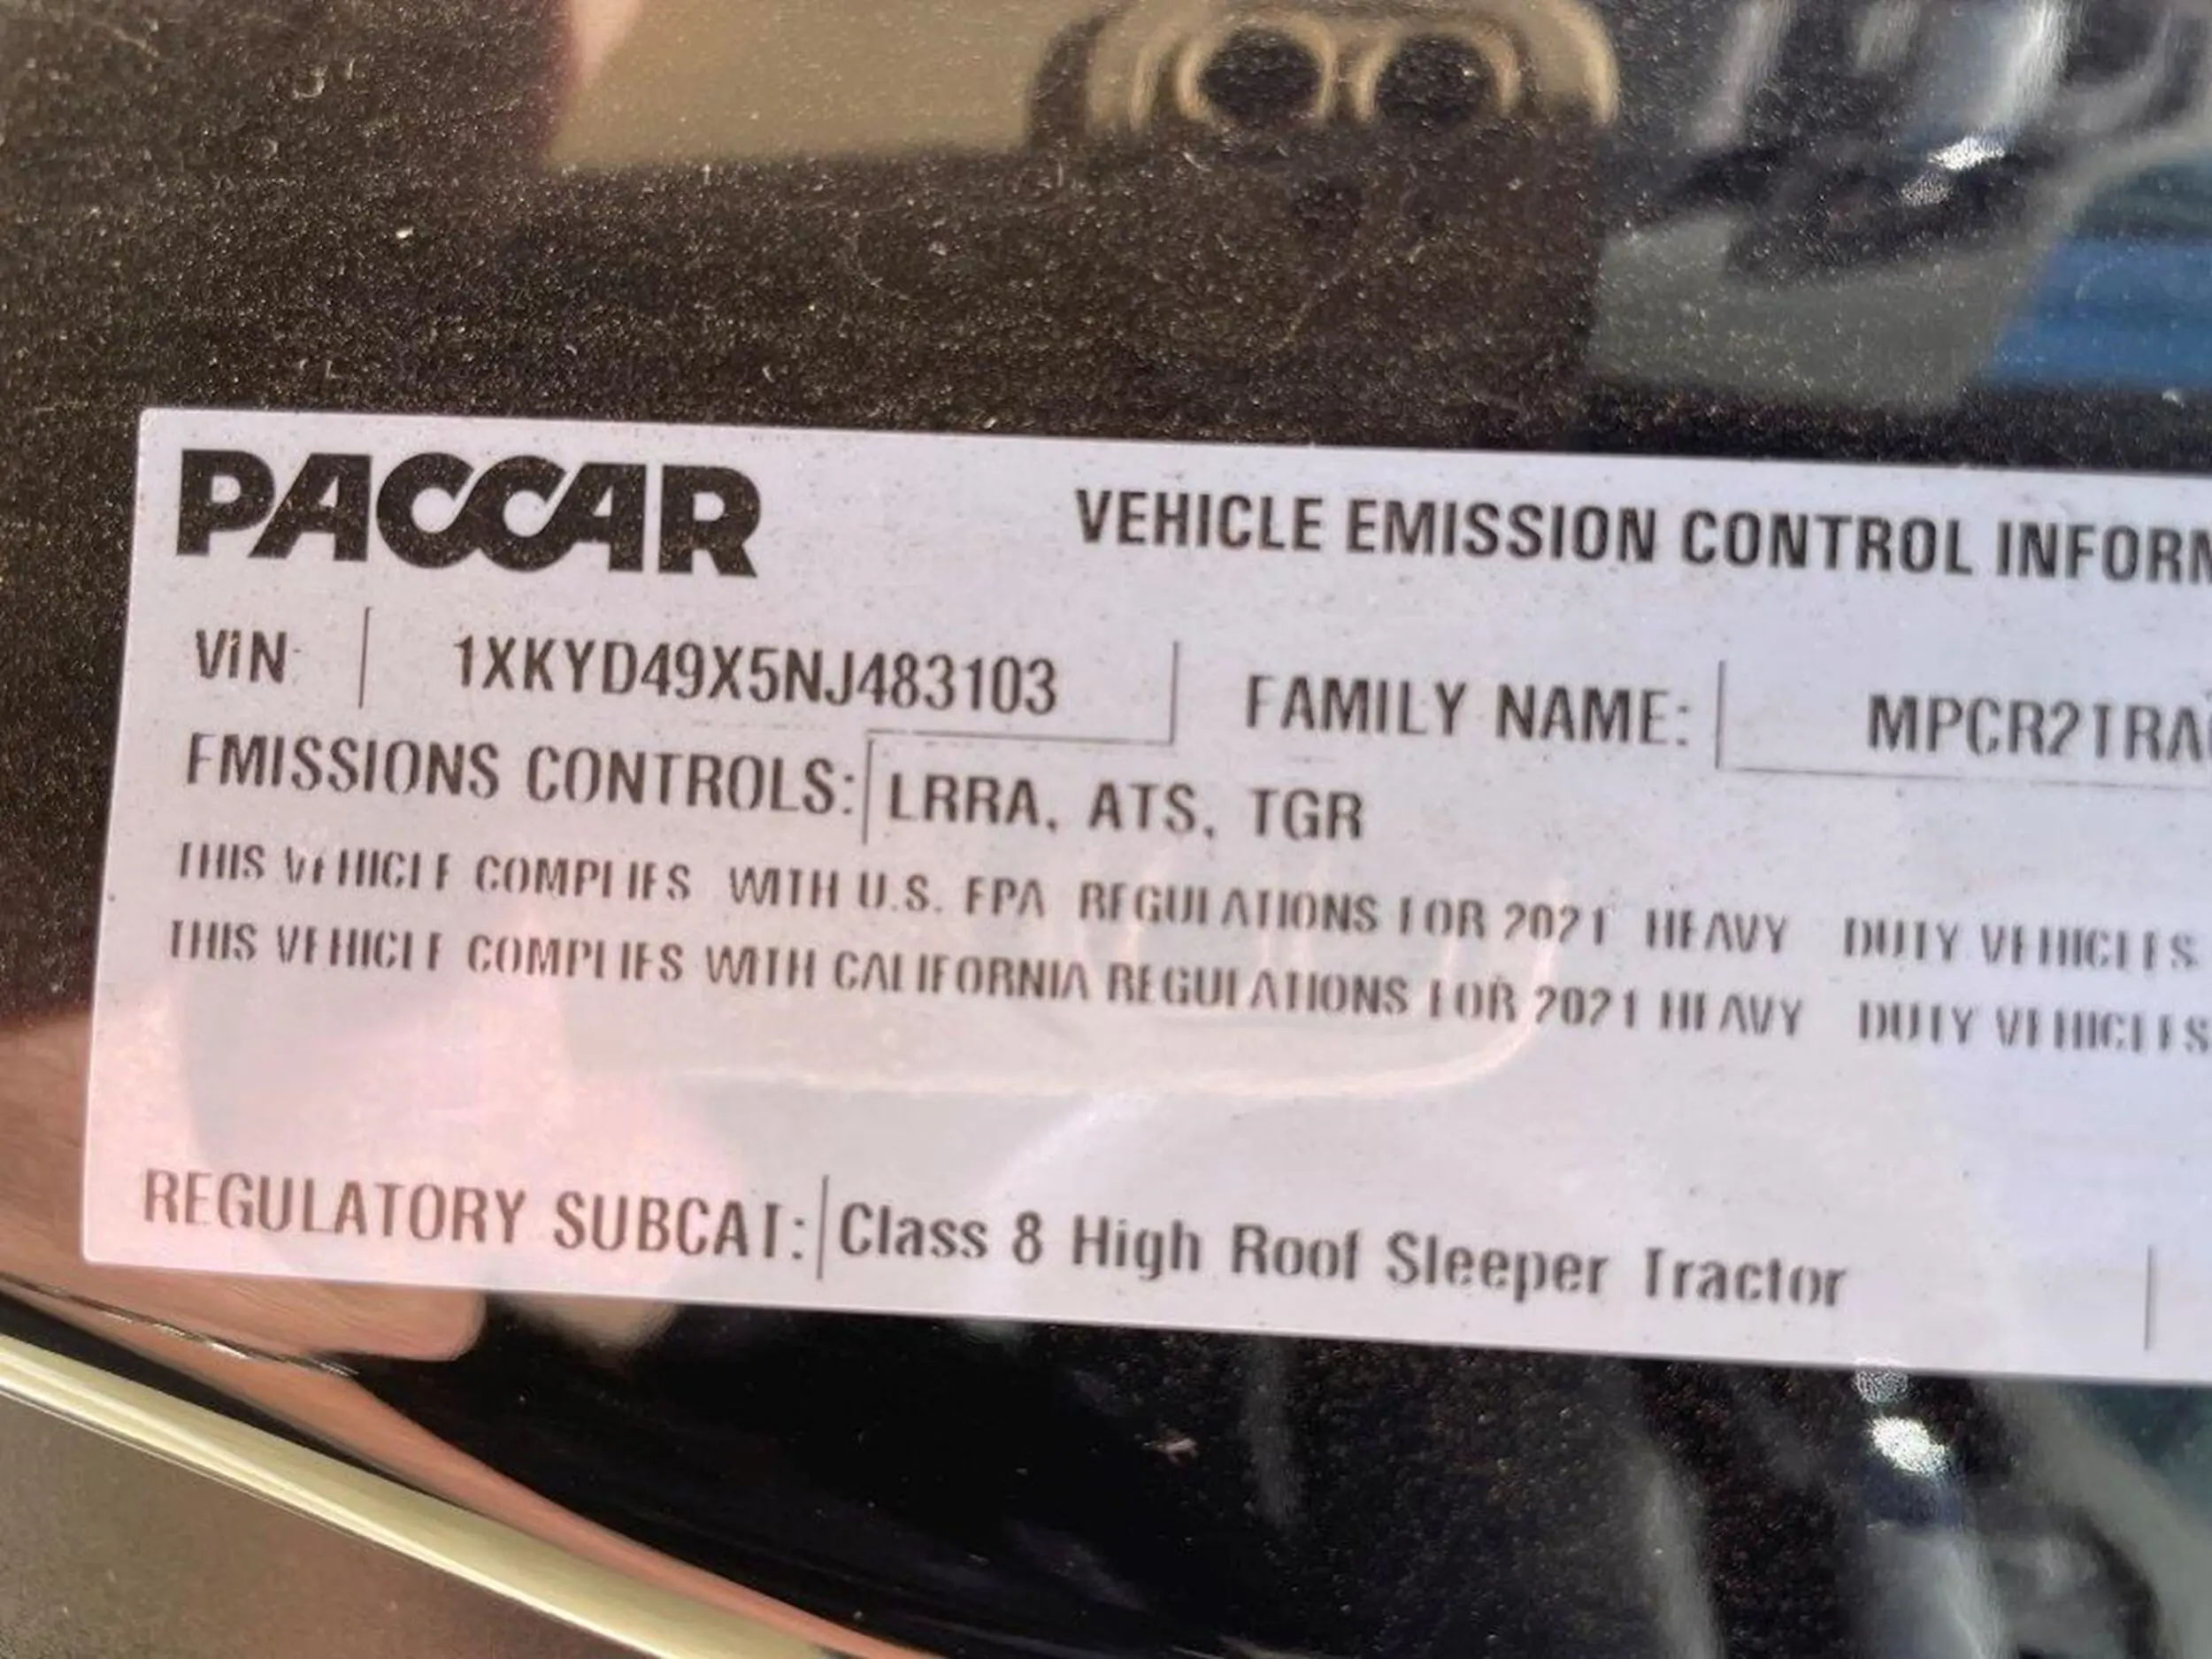 PACCAR
VEHICLE EMISSION CONTROL INFORM
VIN 1XKYD49X5NJ483103 FAMILY NAME: MPCR2TRA
EMISSIONS CONTROLS: LRRA, ATS, TGR
THIS VEHICLE COMPLIES WITH U.S. EPA REGULATIONS FOR 2021 HEAVY DUTY VEHICLES
THIS VEHICLE COMPLIES WITH CALIFORNIA REGULATIONS FOR 2021 HEAVY DUTY VEHICLES
REGULATORY SUBCAT: Class 8 High Roof Sleeper Tractor